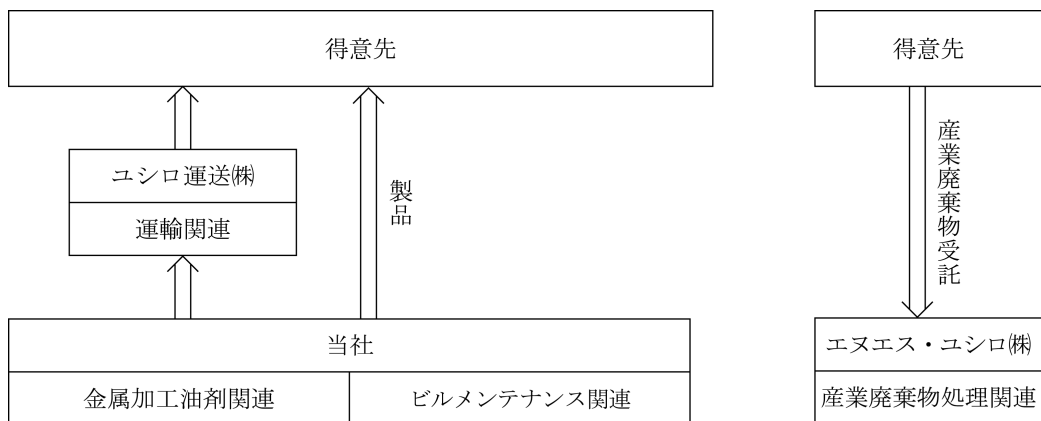 得意先
得意先
産業廃棄物受託
ユシロ運送㈱
製品
運輸関連
当社
エヌエス・ユシロ㈱
金属加工油剤関連
ビルメンテナンス関連
産業廃棄物処理関連